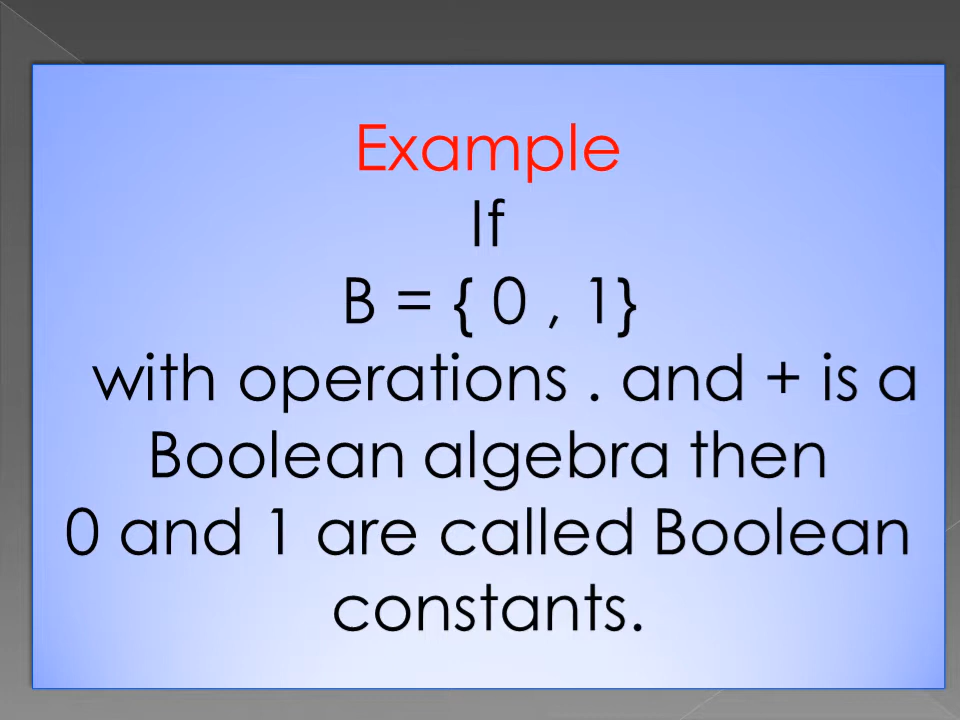 Example
If
B = { 0 , 1}
with operations . and + is a
Boolean algebra then
0 and 1 are called Boolean
constants.